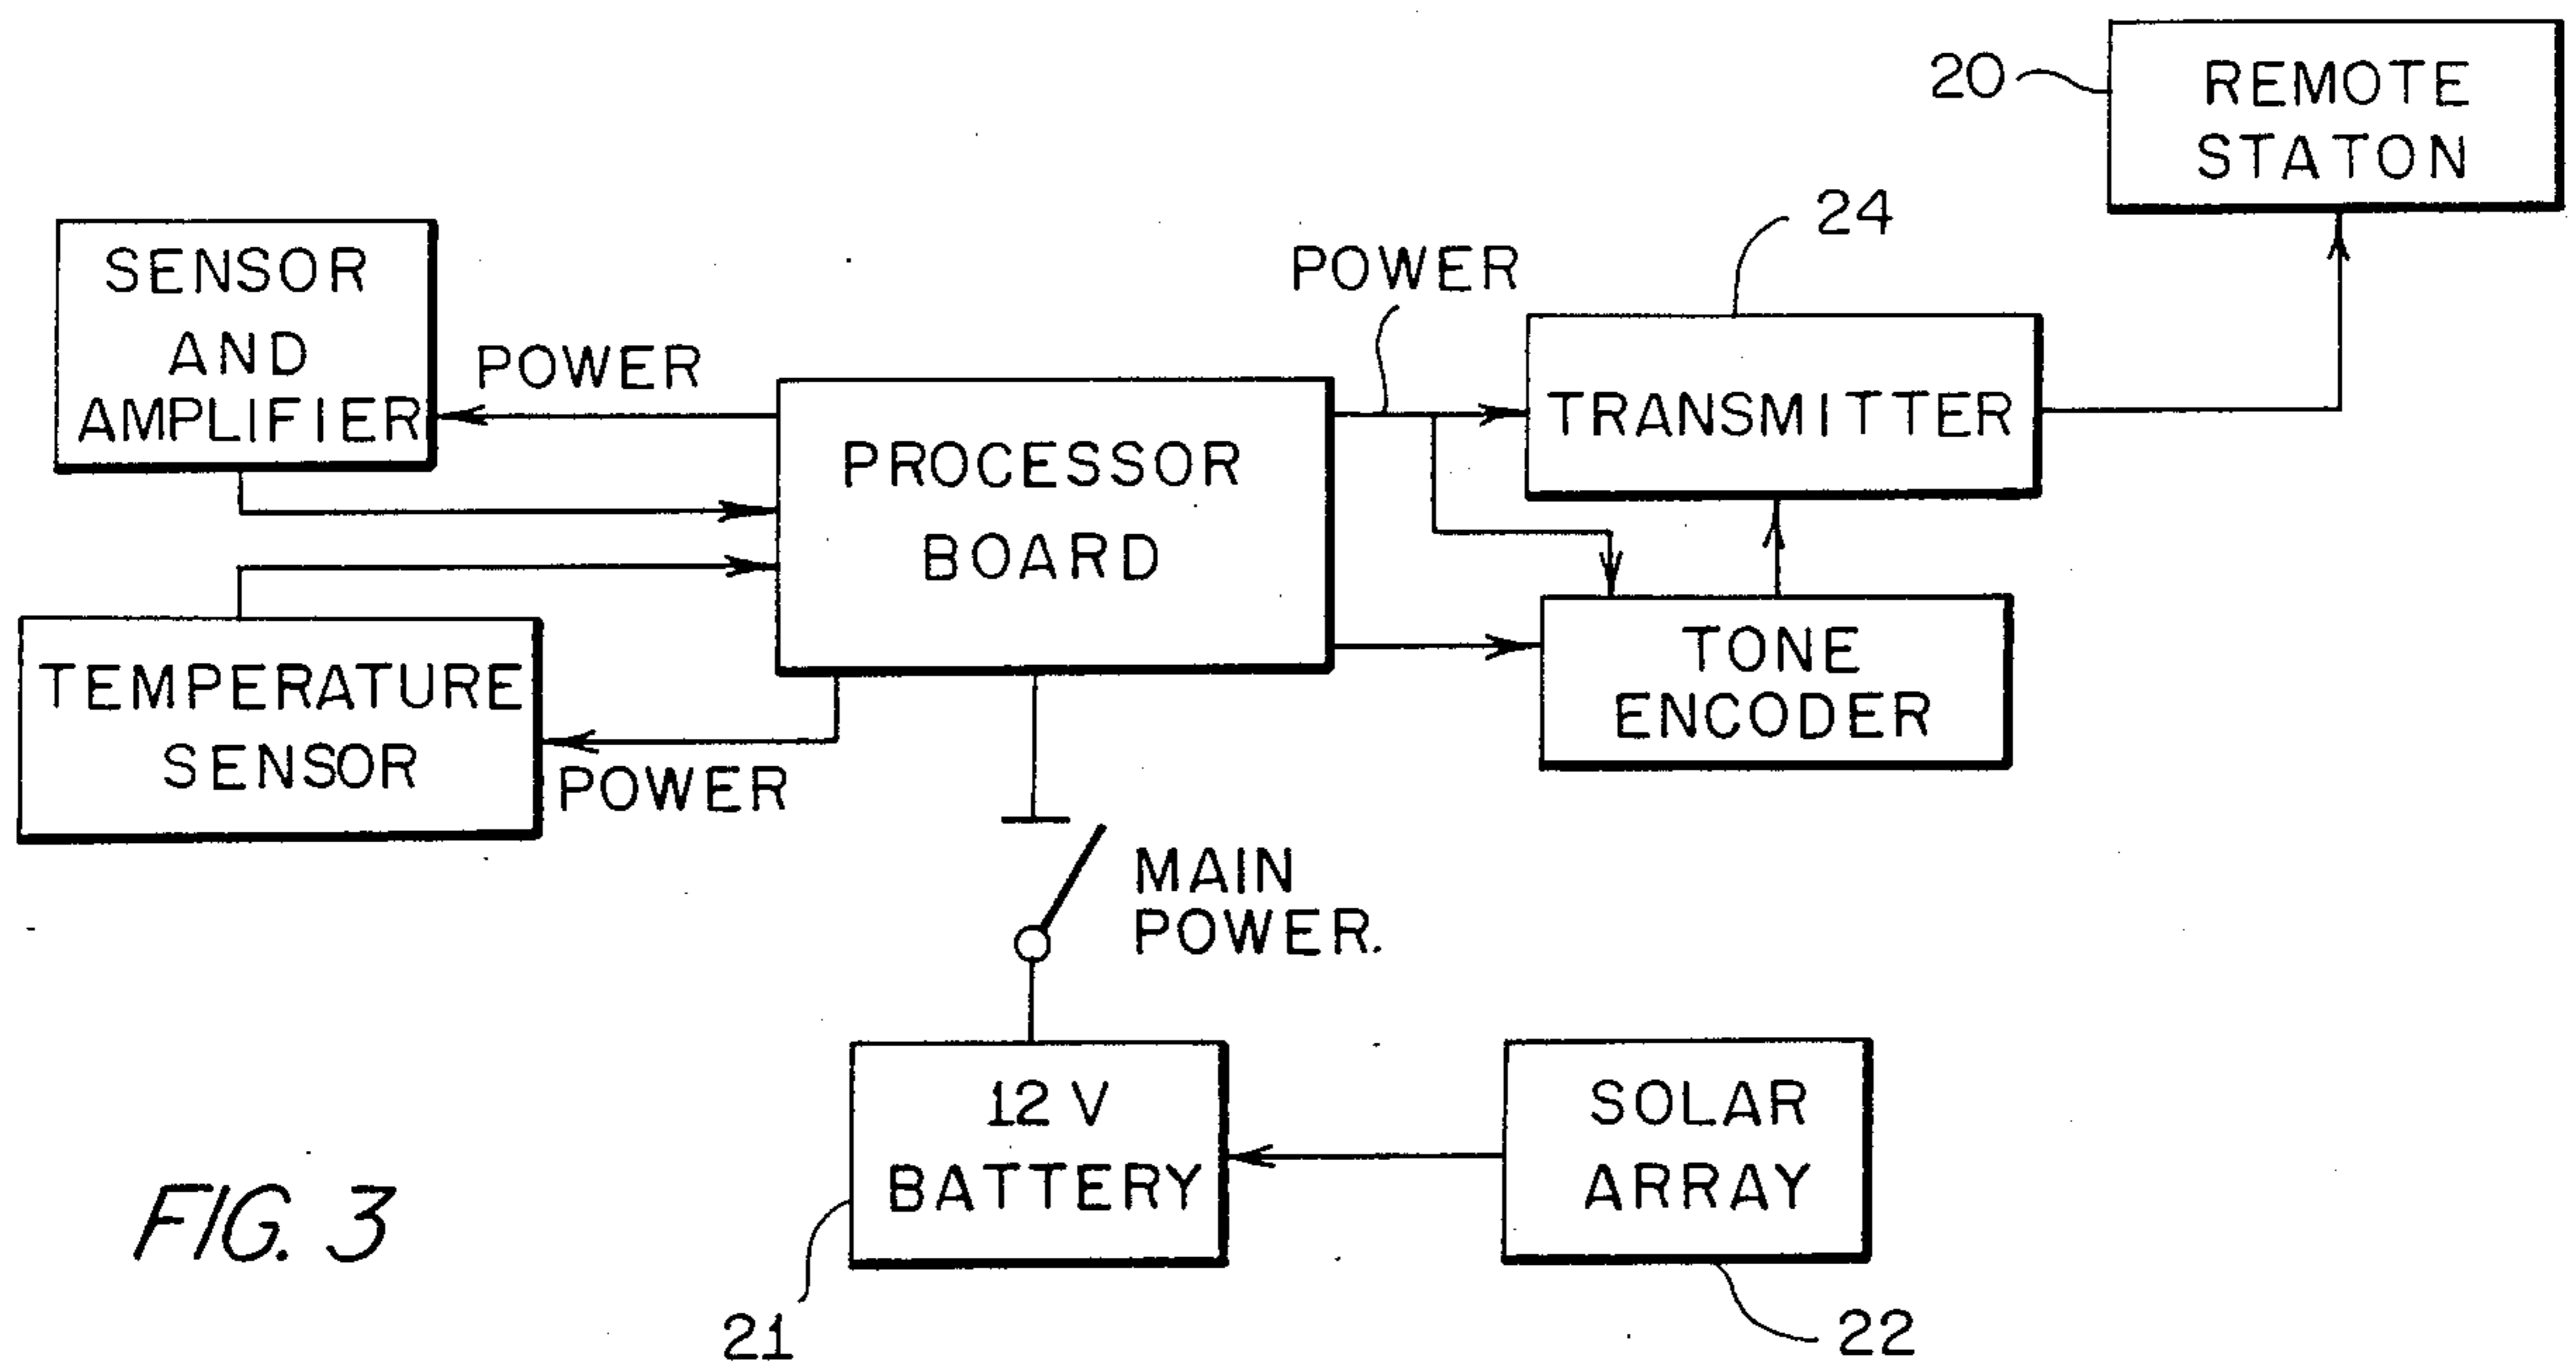 20
REMOTE
STATON
24
SENSOR
AND
AMPLIFIER
POWER
POWER
TRANSMITTER
PROCESSOR
BOARD
TONE
ENCODER
TEMPERATURE
SENSOR
POWER
MAIN
POWER.
12 V
BATTERY
SOLAR
ARRAY
21
22
FIG. 3